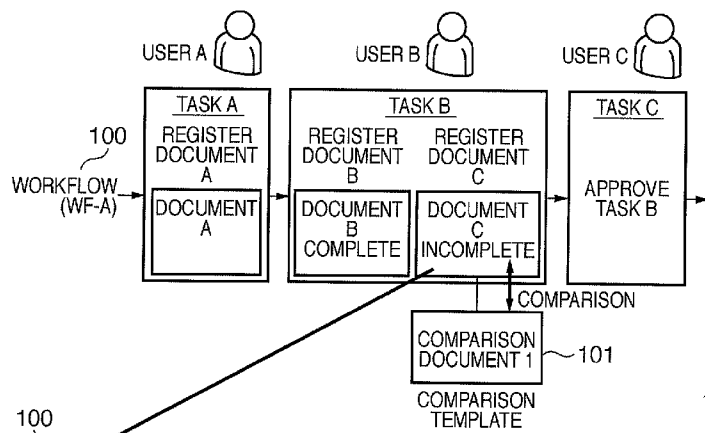 USER A
USER B
USER C
TASK A
REGISTER
DOCUMENT
A
DOCUMENT
A
TASK B
REGISTER
DOCUMENT
B
REGISTER
DOCUMENT
C
DOCUMENT
B
COMPLETE
DOCUMENT
C
INCOMPLETE
TASK C
APPROVE
TASK B
100
WORKFLOW
(WF-A)
COMPARISON
COMPARISON
DOCUMENT 1
101
COMPARISON
TEMPLATE
100